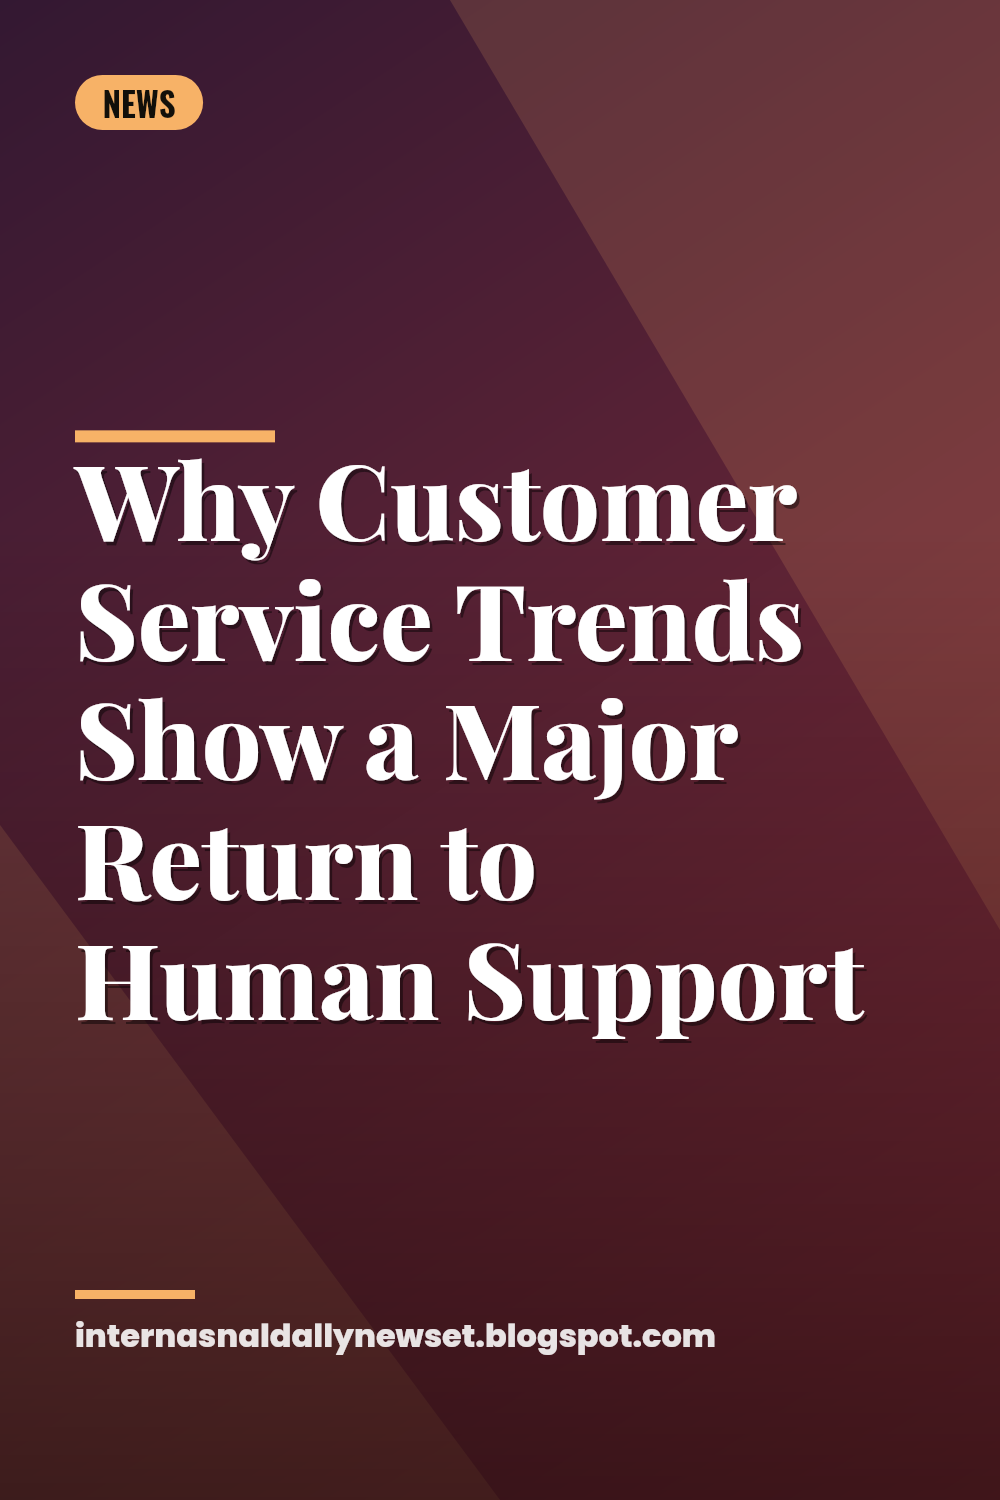 NEWS
Why Customer
Service Trends
Show a Major
Return to
Human Support
internasnaldallynewset.blogspot.com